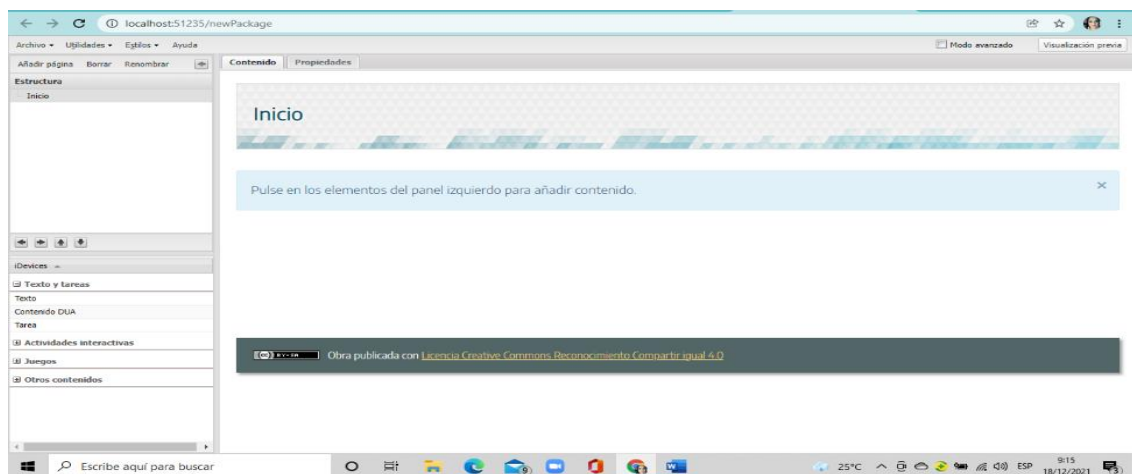 localhost:51235/newPackage
Archivo Utilidades Estilos Ayuda Modo avanzado Visualización previa
Añadir página Borrar Renombrar Contenido Propiedades
Estructura
Inicio
Inicio
Pulse en los elementos del panel izquierdo para añadir contenido. ×
iDevices
Texto y tareas
Texto
Contenido DUA
Tarea
Actividades interactivas
Juegos
Otros contenidos
(cc) BY-SA Obra publicada con Licencia Creative Commons Reconocimiento Compartir igual 4.0
Escribe aquí para buscar 25°C ESP 9:15
18/12/2021